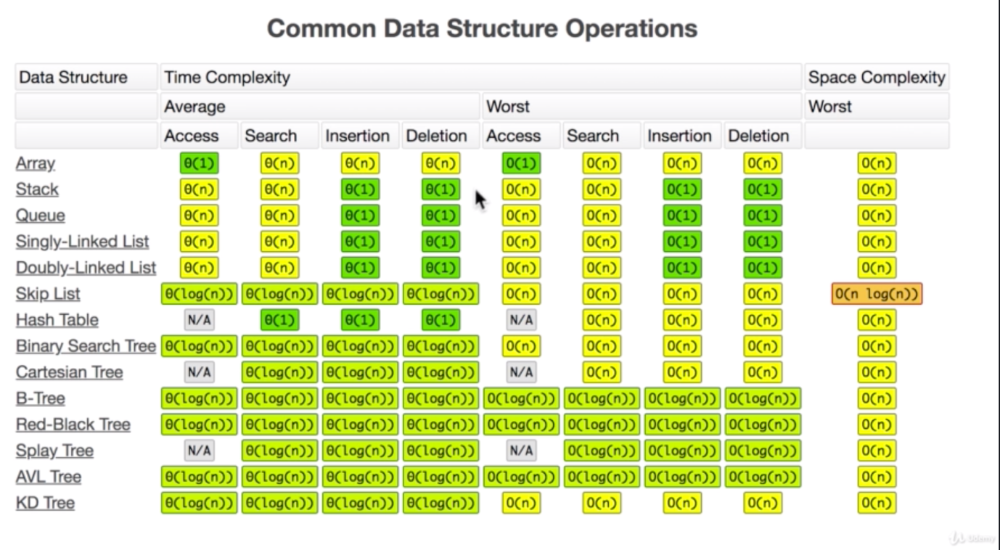 Common Data Structure Operations
Data Structure Time Complexity Space Complexity
Average Worst Worst
Access Search Insertion Deletion Access Search Insertion Deletion
Array θ(1) θ(n) θ(n) θ(n) O(1) O(n) O(n) O(n) O(n)
Stack θ(n) θ(n) θ(1) θ(1) O(n) O(n) O(1) O(1) O(n)
Queue θ(n) θ(n) θ(1) θ(1) O(n) O(n) O(1) O(1) O(n)
Singly-Linked List θ(n) θ(n) θ(1) θ(1) O(n) O(n) O(1) O(1) O(n)
Doubly-Linked List θ(n) θ(n) θ(1) θ(1) O(n) O(n) O(1) O(1) O(n)
Skip List θ(log(n)) θ(log(n)) θ(log(n)) θ(log(n)) O(n) O(n) O(n) O(n) O(n log(n))
Hash Table N/A θ(1) θ(1) θ(1) N/A O(n) O(n) O(n) O(n)
Binary Search Tree θ(log(n)) θ(log(n)) θ(log(n)) θ(log(n)) O(n) O(n) O(n) O(n) O(n)
Cartesian Tree N/A θ(log(n)) θ(log(n)) θ(log(n)) N/A O(n) O(n) O(n) O(n)
B-Tree θ(log(n)) θ(log(n)) θ(log(n)) θ(log(n)) O(log(n)) O(log(n)) O(log(n)) O(log(n)) O(n)
Red-Black Tree θ(log(n)) θ(log(n)) θ(log(n)) θ(log(n)) O(log(n)) O(log(n)) O(log(n)) O(log(n)) O(n)
Splay Tree N/A θ(log(n)) θ(log(n)) θ(log(n)) N/A O(log(n)) O(log(n)) O(log(n)) O(n)
AVL Tree θ(log(n)) θ(log(n)) θ(log(n)) θ(log(n)) O(log(n)) O(log(n)) O(log(n)) O(log(n)) O(n)
KD Tree θ(log(n)) θ(log(n)) θ(log(n)) θ(log(n)) O(n) O(n) O(n) O(n) O(n)
Udemy